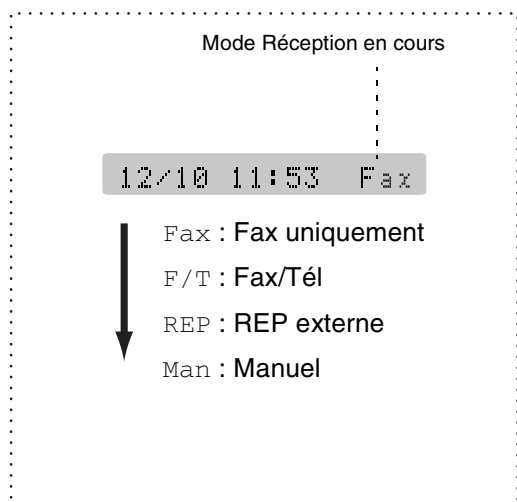 Mode Réception en cours
12/10 11:53 Fax
Fax : Fax uniquement
F/T : Fax/Tél
REP : REP externe
Man : Manuel